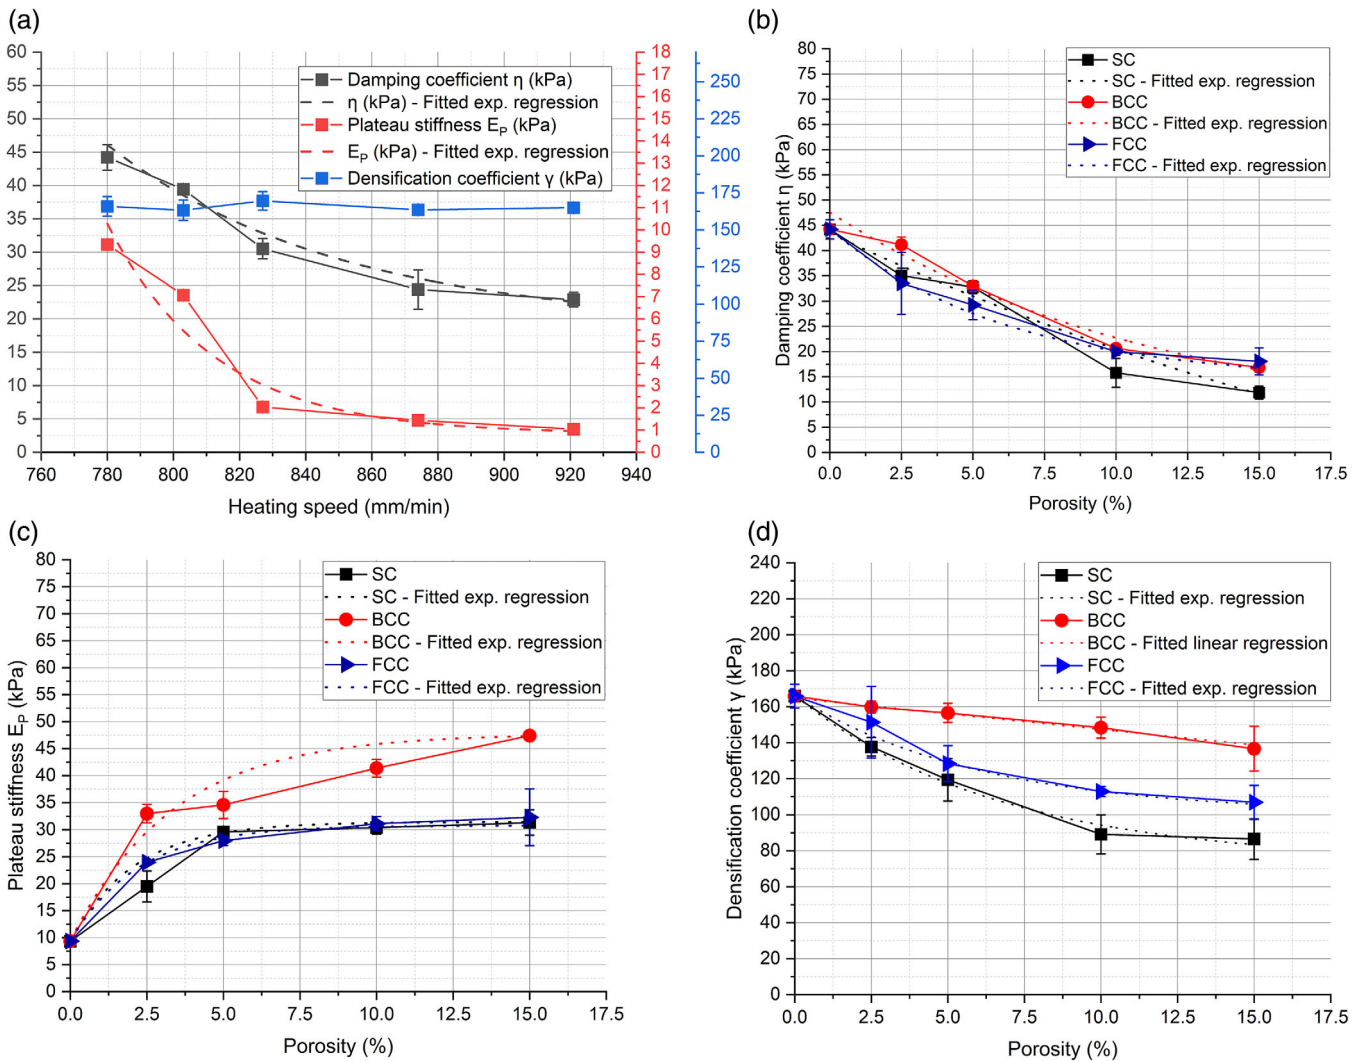 (a)
60
55
50
45
40
35
30
25
20
15
10
5
0
18
17
16
15
14
13
12
11
10
9
8
7
6
5
4
3
2
1
0
250
225
200
175
150
125
100
75
50
25
0
Damping coefficient η (kPa)
η (kPa) - Fitted exp. regression
Plateau stiffness EP (kPa)
EP (kPa) - Fitted exp. regression
Densification coefficient γ (kPa)
760 780 800 820 840 860 880 900 920 940
Heating speed (mm/min)
(b)
Damping coefficient η (kPa)
80
75
70
65
60
55
50
45
40
35
30
25
20
15
10
5
0
SC
SC - Fitted exp. regression
BCC
BCC - Fitted exp. regression
FCC
FCC - Fitted exp. regression
0.0 2.5 5.0 7.5 10.0 12.5 15.0 17.5
Porosity (%)
(c)
Plateau stiffness EP (kPa)
80
75
70
65
60
55
50
45
40
35
30
25
20
15
10
5
0
SC
SC - Fitted exp. regression
BCC
BCC - Fitted exp. regression
FCC
FCC - Fitted exp. regression
0.0 2.5 5.0 7.5 10.0 12.5 15.0 17.5
Porosity (%)
(d)
Densification coefficient γ (kPa)
240
220
200
180
160
140
120
100
80
60
40
20
0
SC
SC - Fitted exp. regression
BCC
BCC - Fitted linear regression
FCC
FCC - Fitted exp. regression
0.0 2.5 5.0 7.5 10.0 12.5 15.0 17.5
Porosity (%)